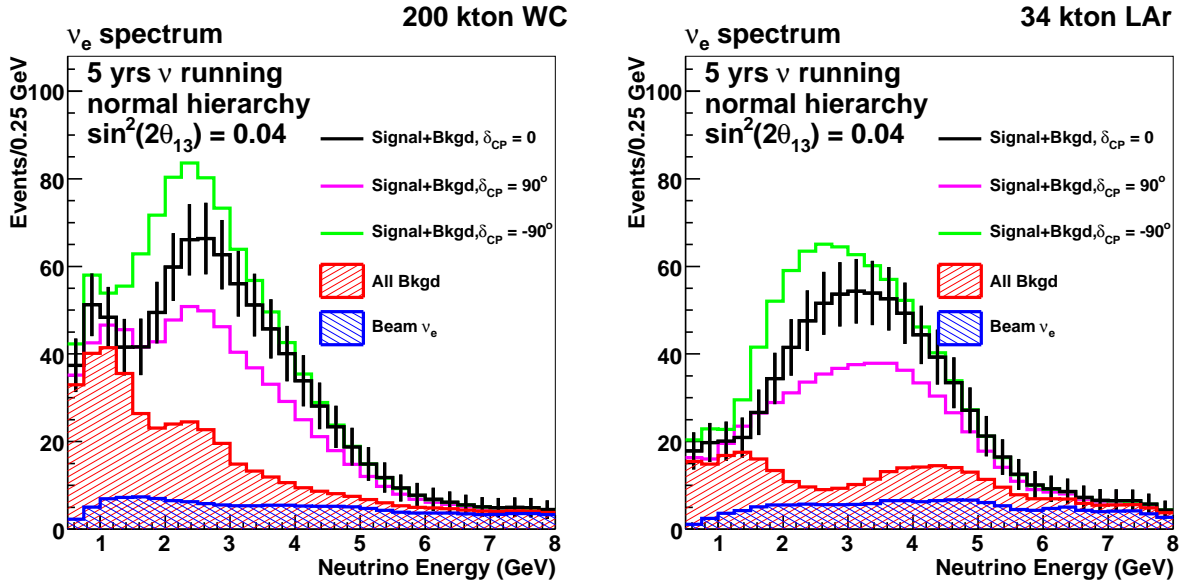 200 kton WC
νe spectrum
5 yrs ν running
normal hierarchy
sin²(2θ13) = 0.04
Signal+Bkgd, δCP = 0
Signal+Bkgd,δCP = 90°
Signal+Bkgd,δCP = -90°
All Bkgd
Beam νe
Events/0.25 GeV
100
80
60
40
20
0
1 2 3 4 5 6 7 8
Neutrino Energy (GeV)
34 kton LAr
νe spectrum
5 yrs ν running
normal hierarchy
sin²(2θ13) = 0.04
Signal+Bkgd, δCP = 0
Signal+Bkgd,δCP = 90°
Signal+Bkgd,δCP = -90°
All Bkgd
Beam νe
Events/0.25 GeV
100
80
60
40
20
0
1 2 3 4 5 6 7 8
Neutrino Energy (GeV)